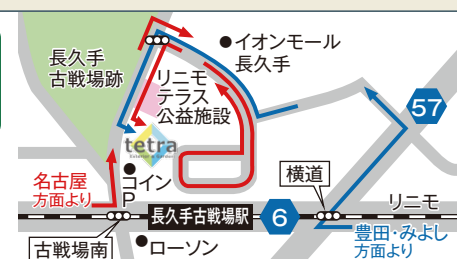 長久手
古戦場跡
●イオンモール
長久手
リニモ
テラス
公益施設
tetra
57
名古屋
方面より
コイン
P
横道
リニモ
長久手古戦場駅
6
古戦場南
●ローソン
豊田・みよし
方面より